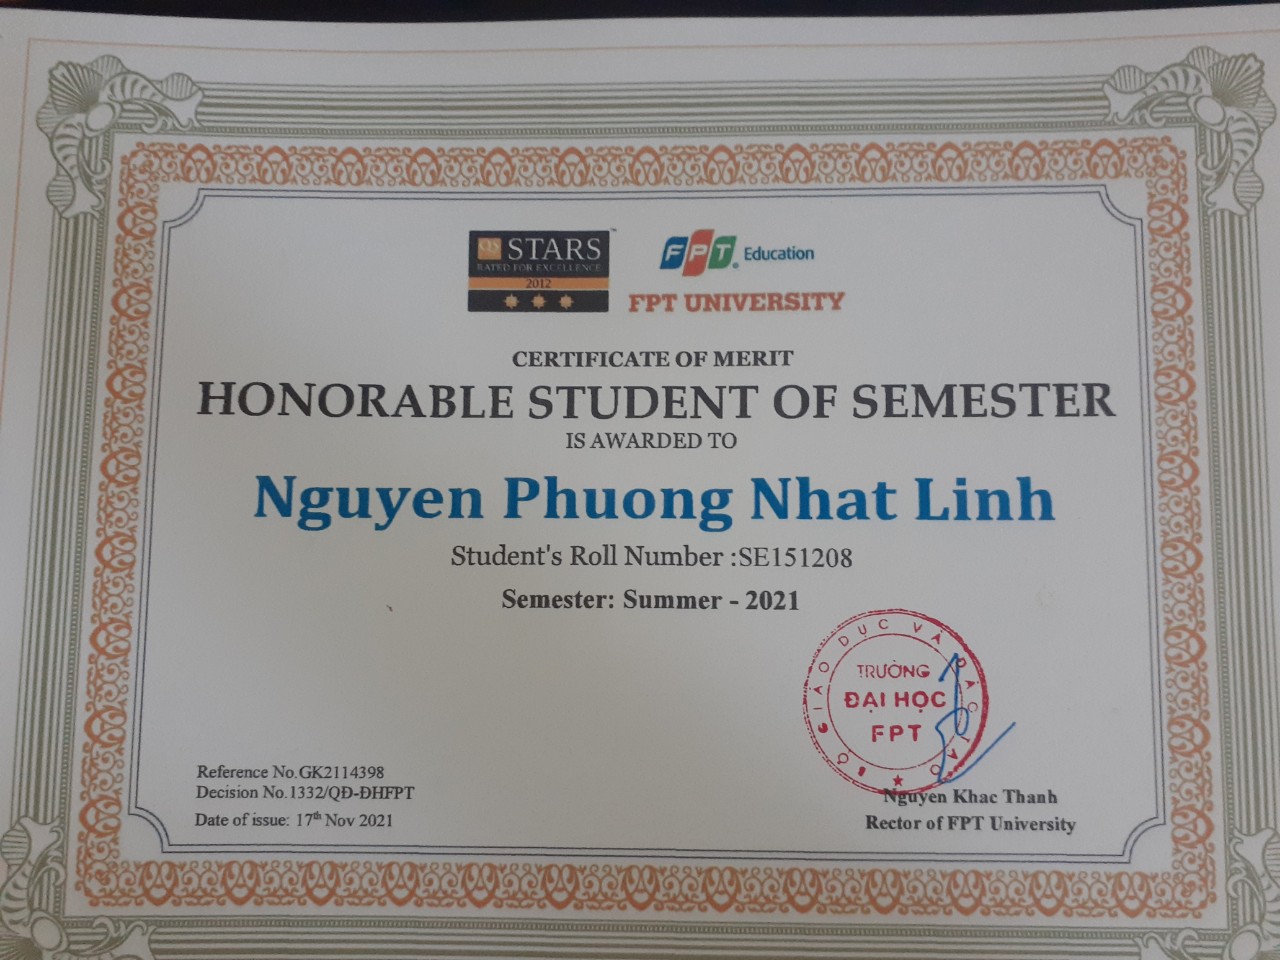 QS STARS™
RATED FOR EXCELLENCE
2012
FPT Education
FPT UNIVERSITY
CERTIFICATE OF MERIT
HONORABLE STUDENT OF SEMESTER
IS AWARDED TO
Nguyen Phuong Nhat Linh
Student's Roll Number :SE151208
Semester: Summer - 2021
BỘ GIÁO DỤC VÀ ĐÀO TẠO
TRƯỜNG
ĐẠI HỌC
FPT
Reference No.GK2114398
Decision No.1332/QĐ-ĐHFPT
Date of issue: 17th Nov 2021
Nguyen Khac Thanh
Rector of FPT University